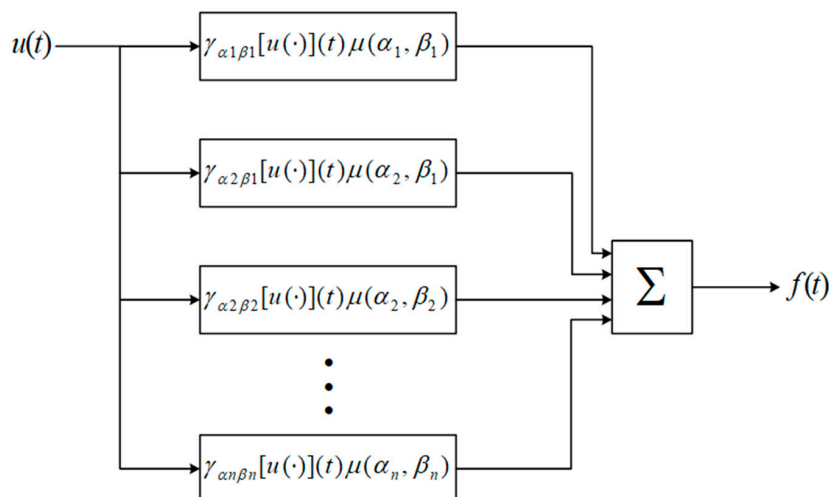 u(t)
γα1β1[u(·)](t)μ(α₁, β₁)
γα2β1[u(·)](t)μ(α₂, β₁)
γα2β2[u(·)](t)μ(α₂, β₂)
γαnβn[u(·)](t)μ(αₙ, βₙ)
Σ
f(t)